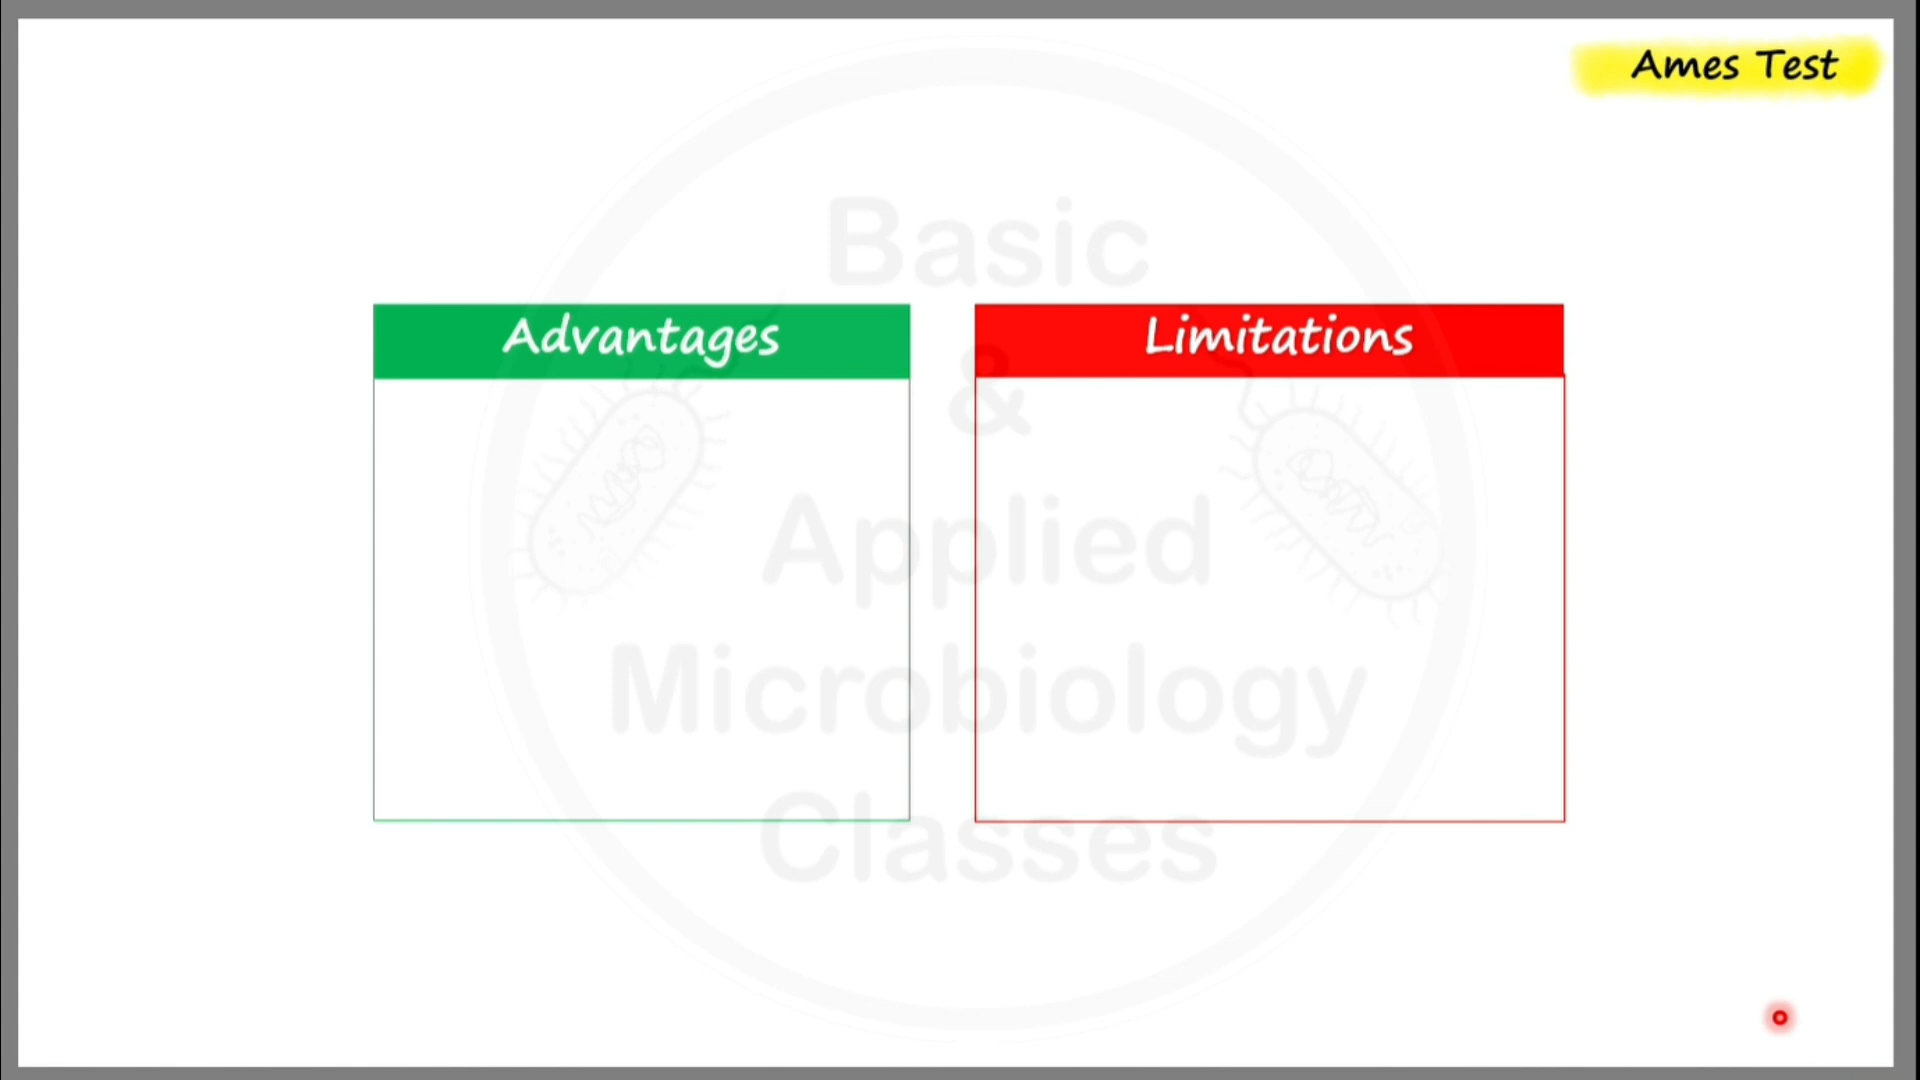 Ames Test
Basic
&
Applied
Microbiology
Classes
Advantages
Limitations